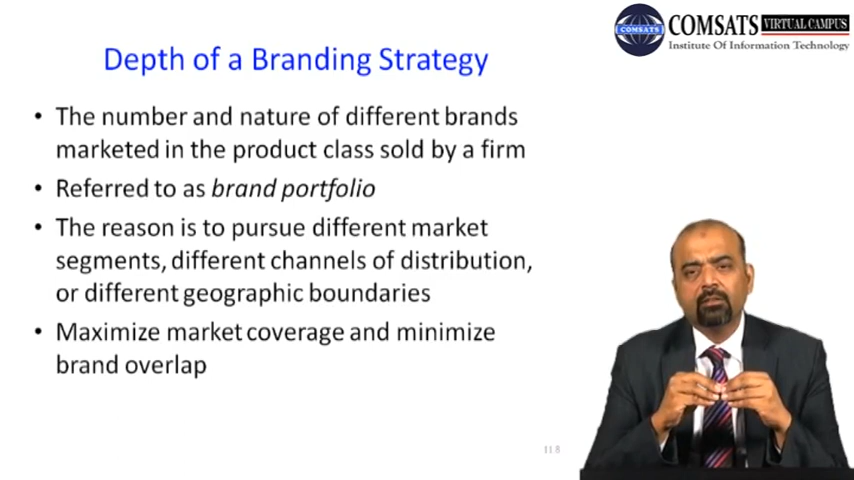 COMSATS
COMSATS VIRTUAL CAMPUS
Institute Of Information Technology
Depth of a Branding Strategy
• The number and nature of different brands
marketed in the product class sold by a firm
• Referred to as brand portfolio
• The reason is to pursue different market
segments, different channels of distribution,
or different geographic boundaries
• Maximize market coverage and minimize
brand overlap
11 8